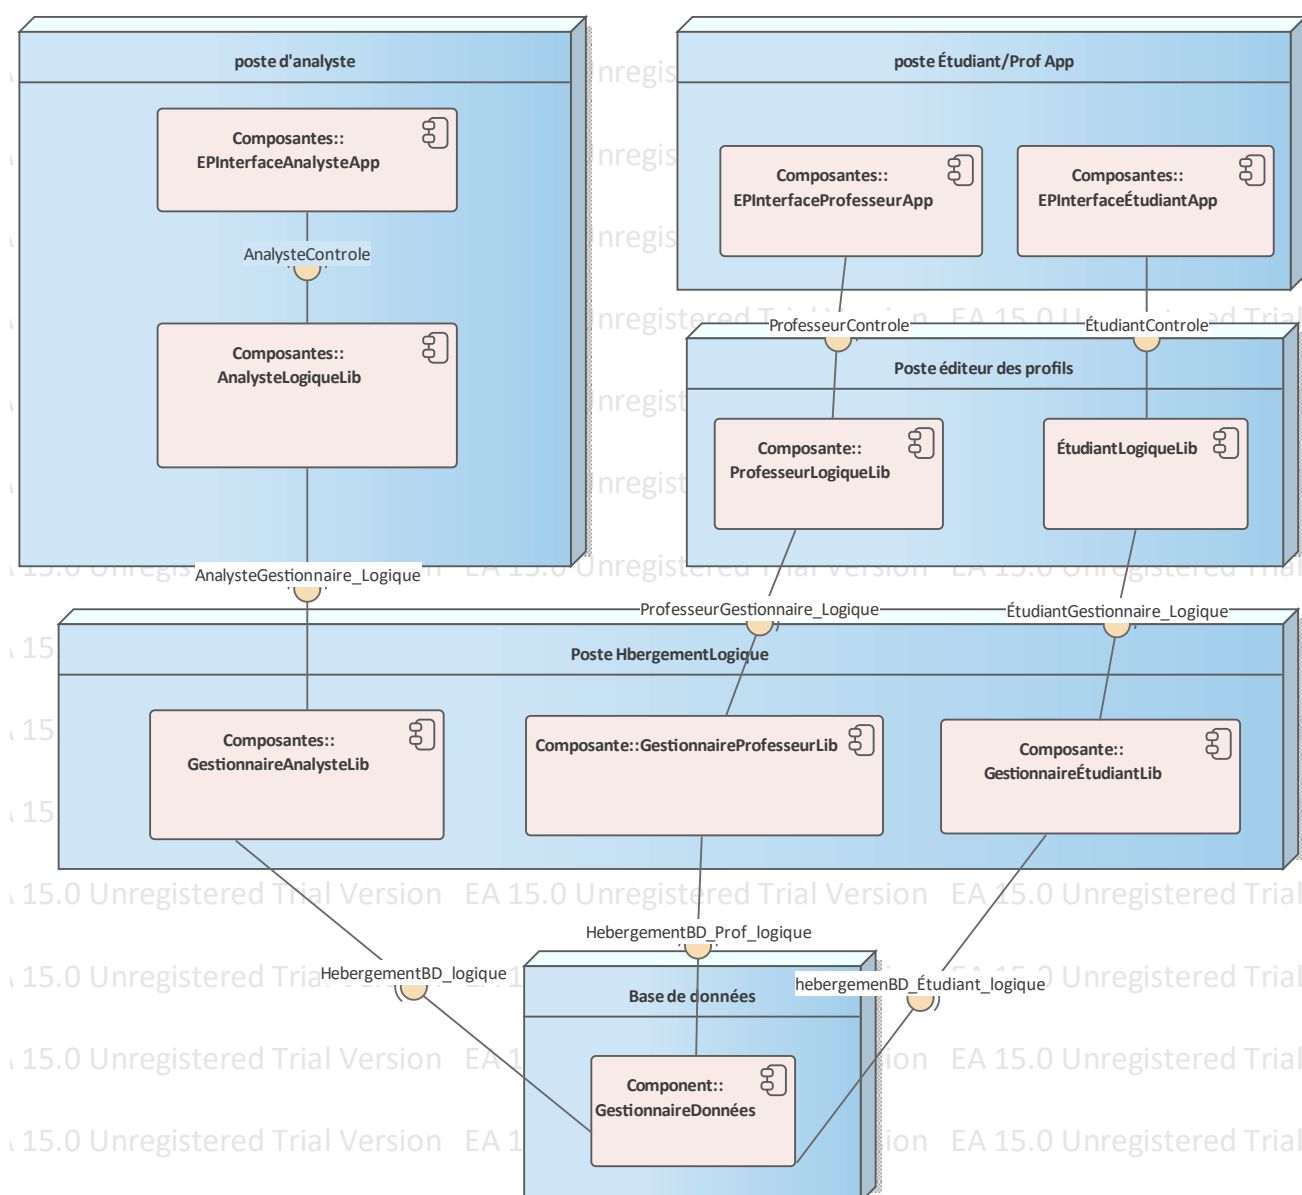 poste d'analyste
Composantes::
EPInterfaceAnalysteApp
AnalysteControle
Composantes::
AnalysteLogiqueLib
poste Étudiant/Prof App
Composantes::
EPInterfaceProfesseurApp
Composantes::
EPInterfaceÉtudiantApp
ProfesseurControle
ÉtudiantControle
Poste éditeur des profils
Composante::
ProfesseurLogiqueLib
ÉtudiantLogiqueLib
AnalysteGestionnaire_Logique
ProfesseurGestionnaire_Logique
ÉtudiantGestionnaire_Logique
Poste HbergementLogique
Composantes::
GestionnaireAnalysteLib
Composante::GestionnaireProfesseurLib
Composante::
GestionnaireÉtudiantLib
HebergementBD_Prof_logique
HebergementBD_logique
hebergemenBD_Étudiant_logique
Base de données
Component::
GestionnaireDonnées
EA 15.0 Unregistered Trial Version